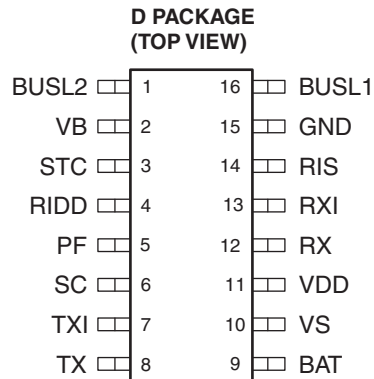 D PACKAGE
(TOP VIEW)
BUSL2 1 16 BUSL1
VB 2 15 GND
STC 3 14 RIS
RIDD 4 13 RXI
PF 5 12 RX
SC 6 11 VDD
TXI 7 10 VS
TX 8 9 BAT